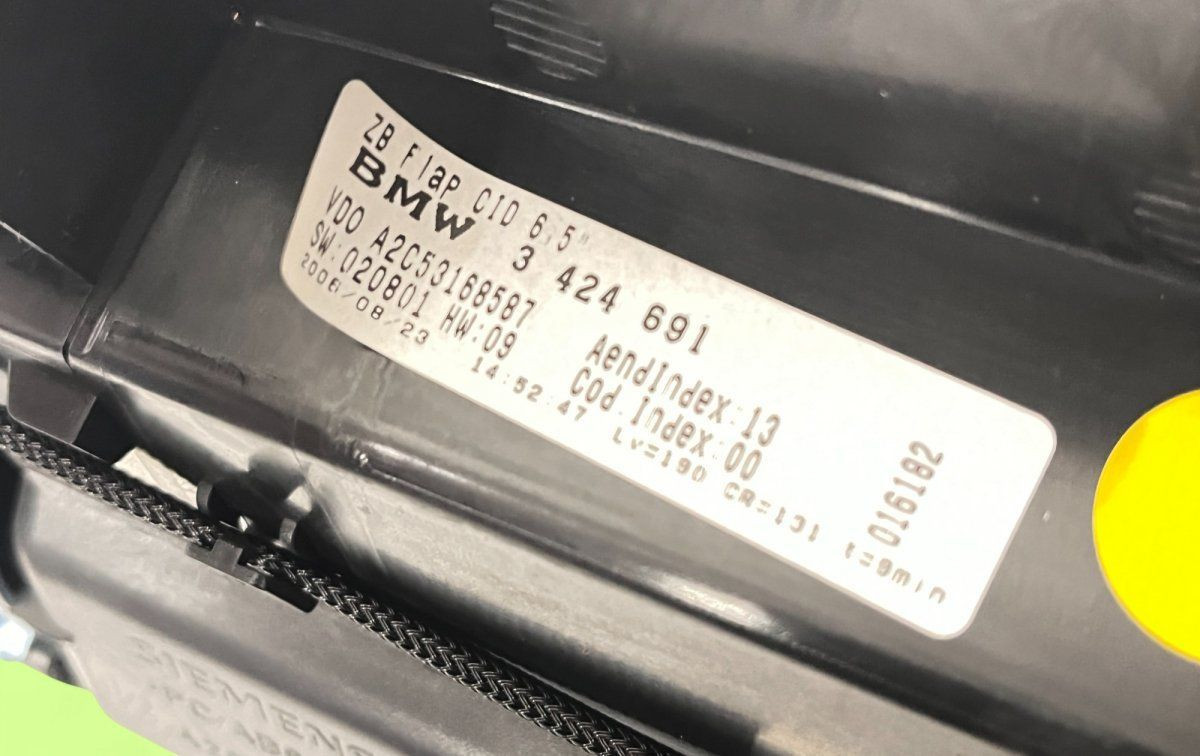 ZB Flap CID 6,5"
BMW 3 424 691
VDO A2C53168587 AendIndex:13
SW:020801 HW:09 Cod.Index:00
2006/08/23 14:52:47 Lv=190 CR=131 t=9min
016182
SIEMENS